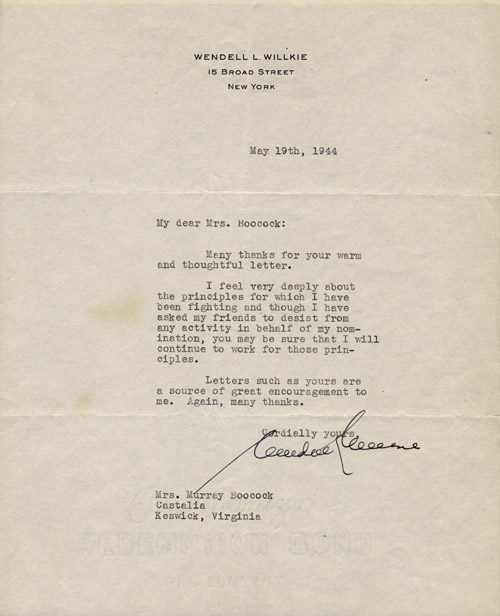 WENDELL L. WILLKIE
15 BROAD STREET
NEW YORK
May 19th, 1944
My dear Mrs. Boocock:
Many thanks for your warm
and thoughtful letter.
I feel very deeply about
the principles for which I have
been fighting and though I have
asked my friends to desist from
any activity in behalf of my nom-
ination, you may be sure that I will
continue to work for those prin-
ciples.
Letters such as yours are
a source of great encouragement to
me. Again, many thanks.
Cordially yours,
Wendell Willkie
Mrs. Murray Boocock
Castalia
Keswick, Virginia